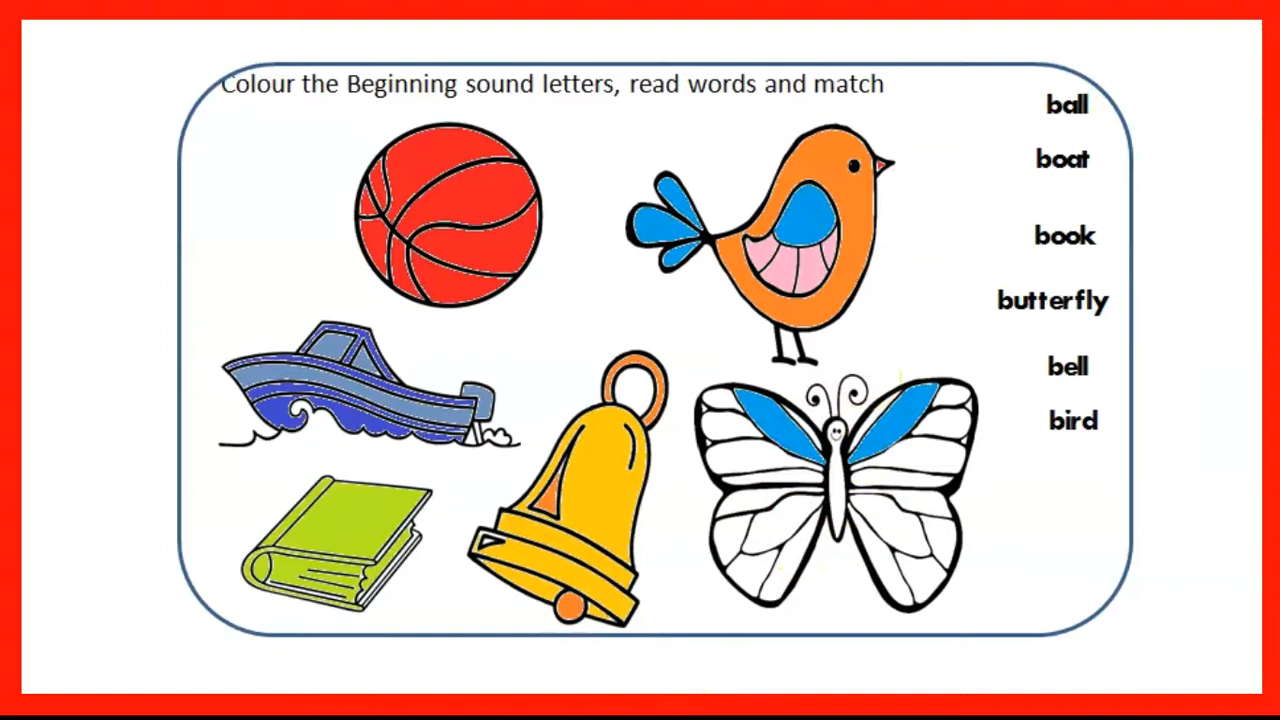 Colour the Beginning sound letters, read words and match
ball
boat
book
butterfly
bell
bird